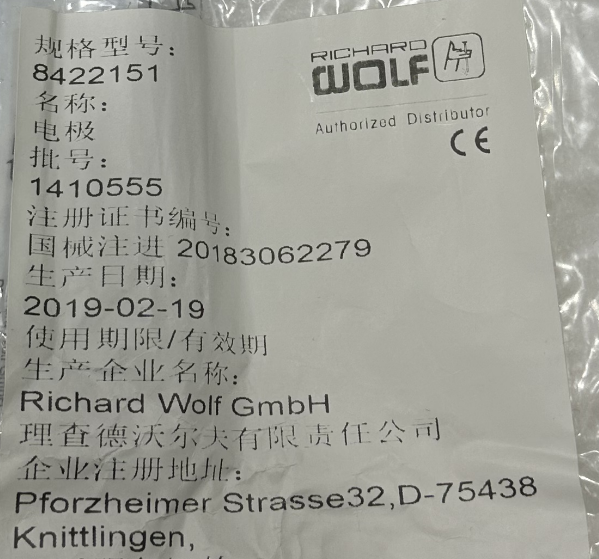 规格型号:
8422151
名称:
电极
批号:
1410555
注册证书编号:
国械注进 20183062279
生产日期:
2019-02-19
使用期限/有效期
生产企业名称:
Richard Wolf GmbH
理查德沃尔夫有限责任公司
企业注册地址:
Pforzheimer Strasse32,D-75438
Knittlingen,
RICHARD
WOLF
Authorized Distributor
CE